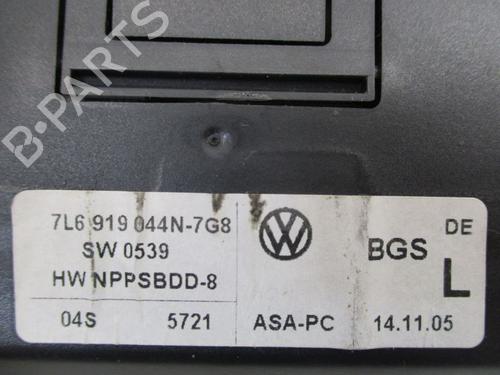 B-PARTS
7L6 919 044N-7G8
SW 0539
HW NPPSBDD-8
04S 5721
ASA-PC
BGS
DE
L
14.11.05